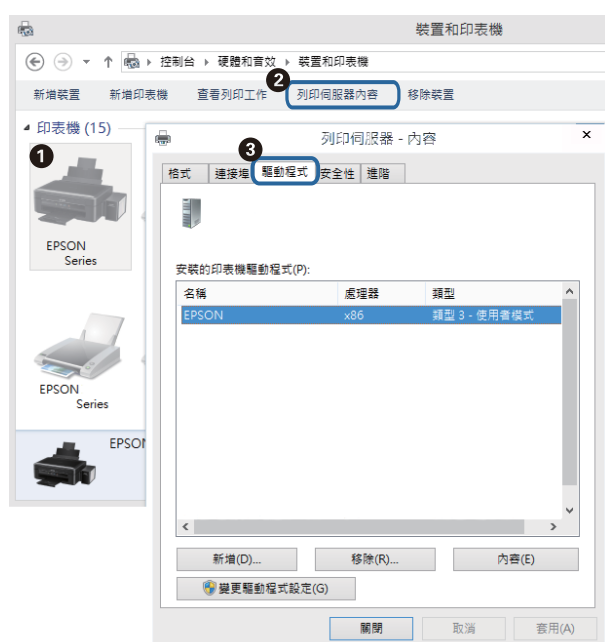 裝置和印表機
控制台 硬體和音效 裝置和印表機
2
新增裝置 新增印表機 查看列印工作 列印伺服器內容 移除裝置
印表機 (15)
1
EPSON
Series
EPSON
Series
EPSON
列印伺服器 - 內容
3
格式 連接埠 驅動程式 安全性 進階
安裝的印表機驅動程式(P):
名稱 處理器 類型
EPSON x86 類型 3 - 使用者模式
新增(D)... 移除(R)... 內容(E)
變更驅動程式設定(G)
關閉 取消 套用(A)